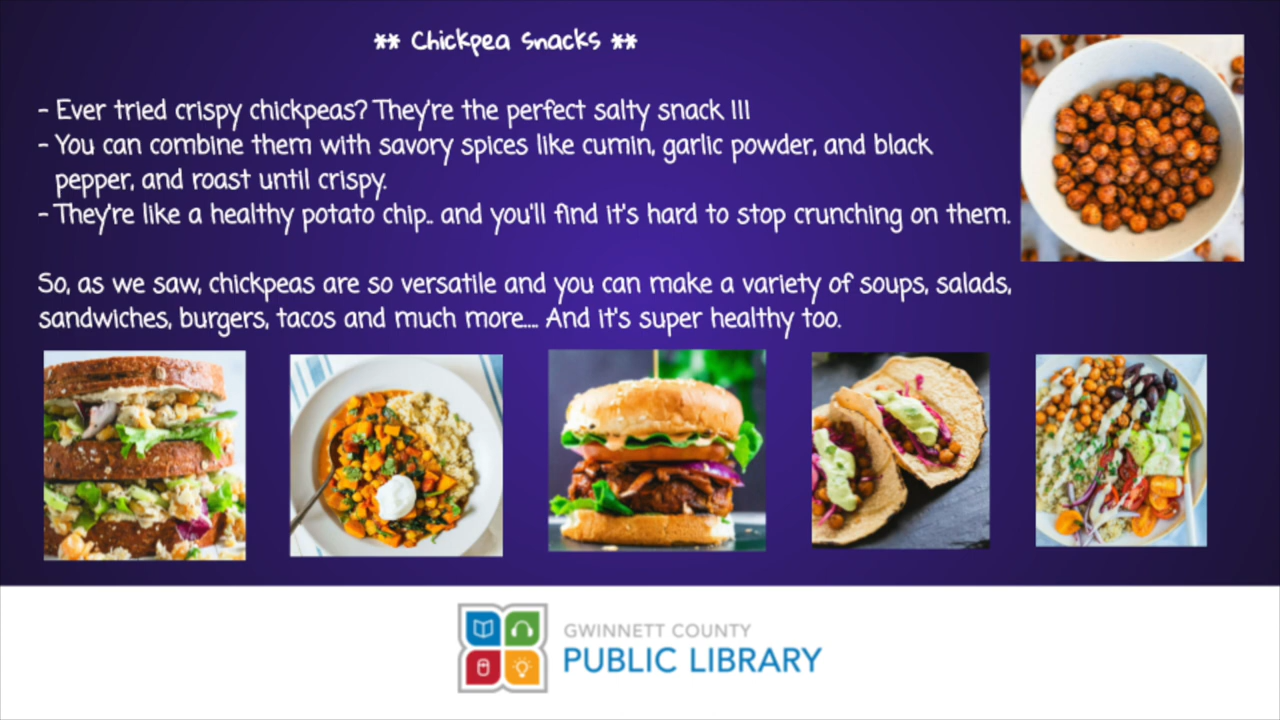 ** Chickpea Snacks **
- Ever tried crispy chickpeas? They're the perfect salty snack !!!
- You can combine them with savory spices like cumin, garlic powder, and black
pepper, and roast until crispy.
- They're like a healthy potato chip.. and you'll find it's hard to stop crunching on them.
So, as we saw, chickpeas are so versatile and you can make a variety of soups, salads,
sandwiches, burgers, tacos and much more.... And it's super healthy too.
GWINNETT COUNTY
PUBLIC LIBRARY